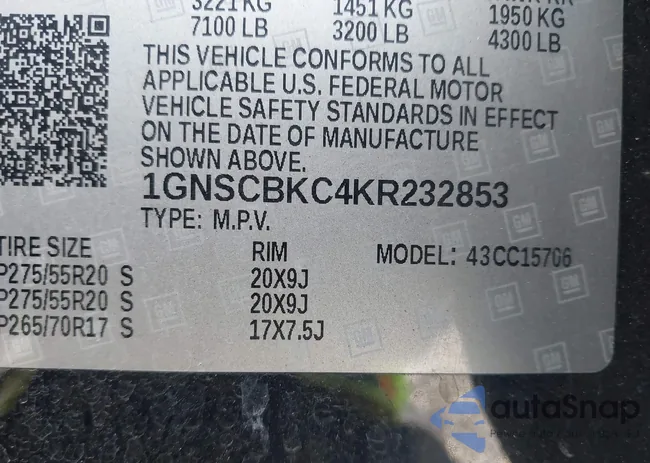 3221 KG 1451 KG 1950 KG
7100 LB 3200 LB 4300 LB
THIS VEHICLE CONFORMS TO ALL
APPLICABLE U.S. FEDERAL MOTOR
VEHICLE SAFETY STANDARDS IN EFFECT
ON THE DATE OF MANUFACTURE
SHOWN ABOVE.
1GNSCBKC4KR232853
TYPE: M.P.V.
TIRE SIZE RIM MODEL: 43CC15706
P275/55R20 S 20X9J
P275/55R20 S 20X9J
P265/70R17 S 17X7.5J
GM
autoSnap